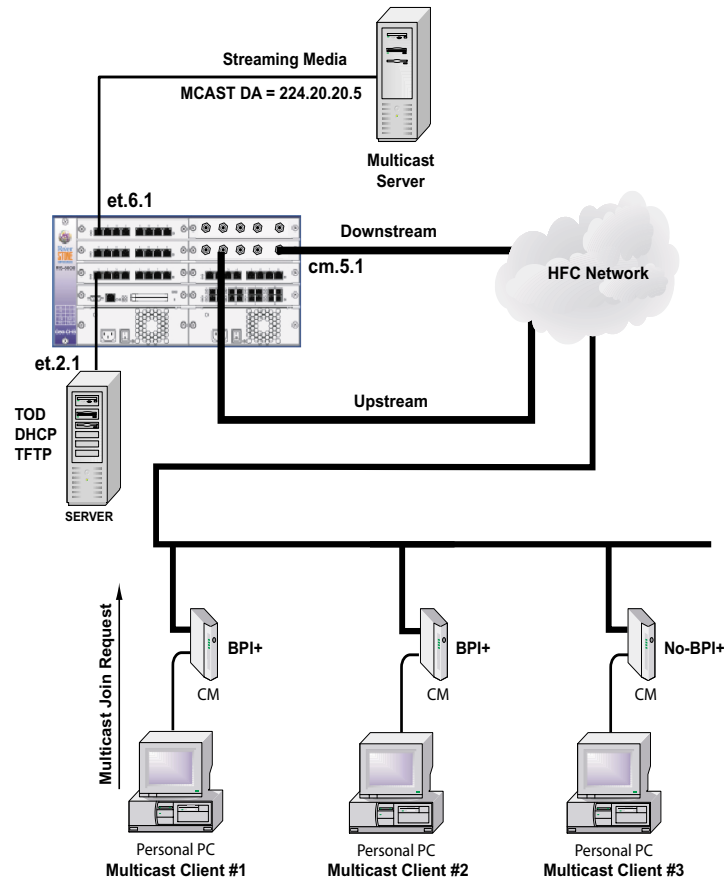 Streaming Media
MCAST DA = 224.20.20.5
Multicast
Server
et.6.1
Downstream
cm.5.1
HFC Network
et.2.1
Upstream
TOD
DHCP
TFTP
SERVER
Multicast Join Request
BPI+
BPI+
No-BPI+
CM
CM
CM
Personal PC
Multicast Client #1
Personal PC
Multicast Client #2
Personal PC
Multicast Client #3